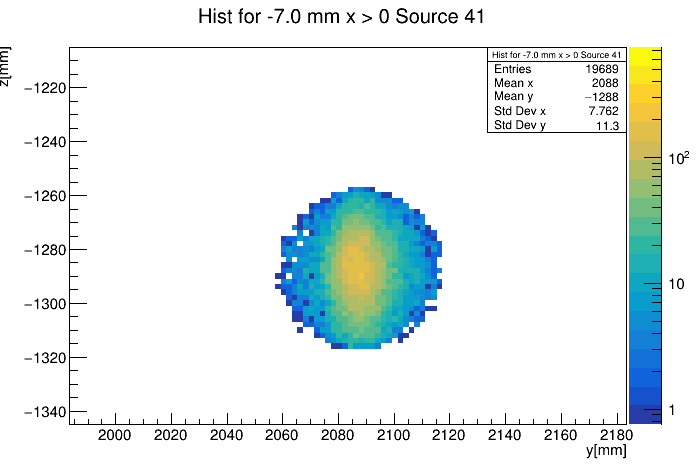 Hist for -7.0 mm x > 0 Source 41
z[mm]
Hist for -7.0 mm x > 0 Source 41
Entries 19689
Mean x 2088
Mean y −1288
Std Dev x 7.762
Std Dev y 11.3
−1220
−1240
−1260
−1280
−1300
−1320
−1340
10²
10
1
2000 2020 2040 2060 2080 2100 2120 2140 2160 2180
y[mm]